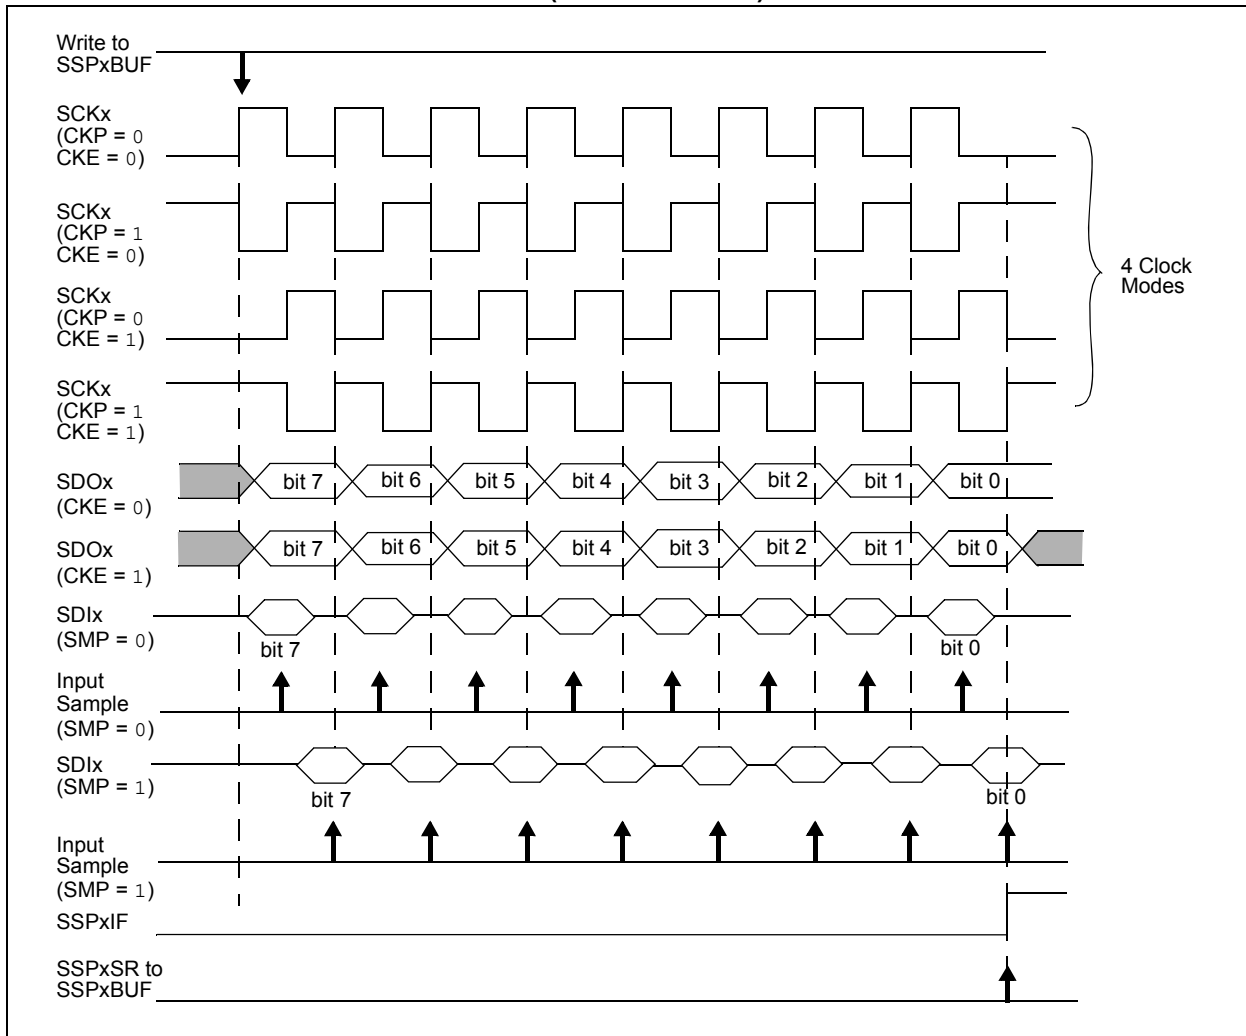 Write to
SSPxBUF
SCKx
(CKP = 0
CKE = 0)
SCKx
(CKP = 1
CKE = 0)
4 Clock
Modes
SCKx
(CKP = 0
CKE = 1)
SCKx
(CKP = 1
CKE = 1)
SDOx
(CKE = 0)
bit 7 bit 6 bit 5 bit 4 bit 3 bit 2 bit 1 bit 0
SDOx
(CKE = 1)
bit 7 bit 6 bit 5 bit 4 bit 3 bit 2 bit 1 bit 0
SDIx
(SMP = 0)
bit 7 bit 0
Input
Sample
(SMP = 0)
SDIx
(SMP = 1)
bit 7 bit 0
Input
Sample
(SMP = 1)
SSPxIF
SSPxSR to
SSPxBUF